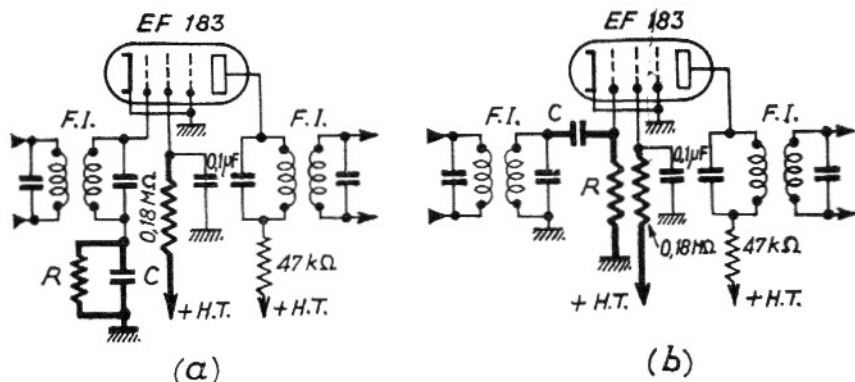 EF 183
F.I.
F.I.
0,1µF
0,18 MΩ
R
C
47 kΩ
+ H.T.
+ H.T.
(a)
EF 183
F.I.
C
F.I.
0,1µF
R
0,18 MΩ
47 kΩ
+ H.T.
+ H.T.
(b)